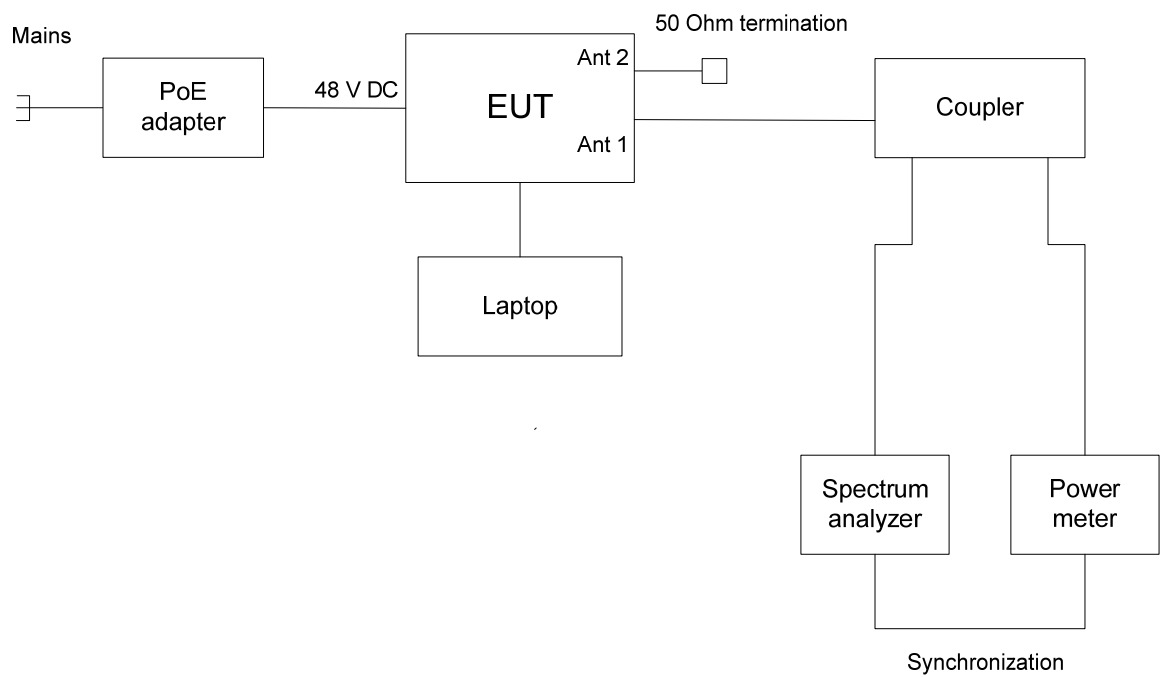 Mains
PoE
adapter
48 V DC
EUT
Ant 2
Ant 1
50 Ohm termination
Coupler
Laptop
Spectrum
analyzer
Power
meter
Synchronization